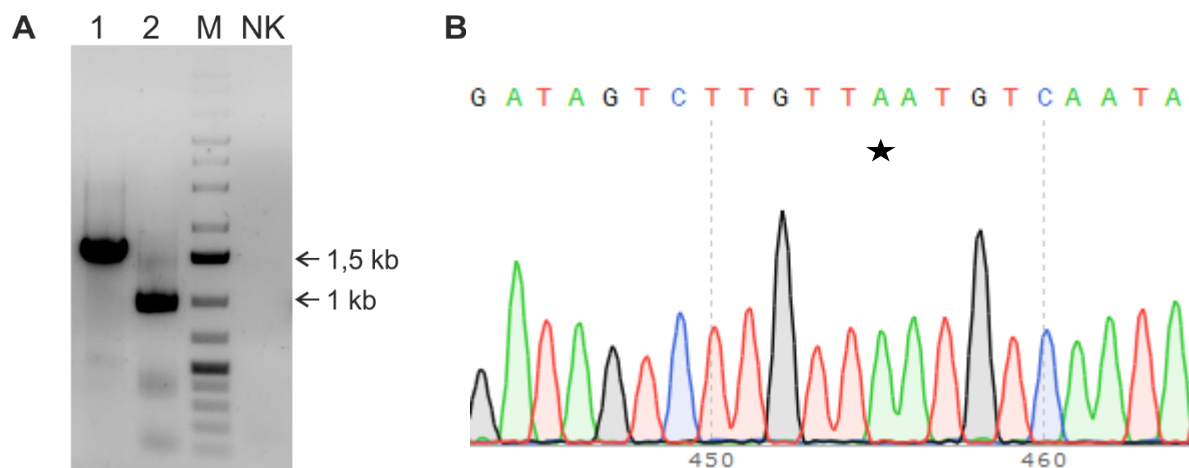 A
1 2 M NK
1,5 kb
1 kb
B
G A T A G T C T T G T T A A T G T C A A T A
450 460